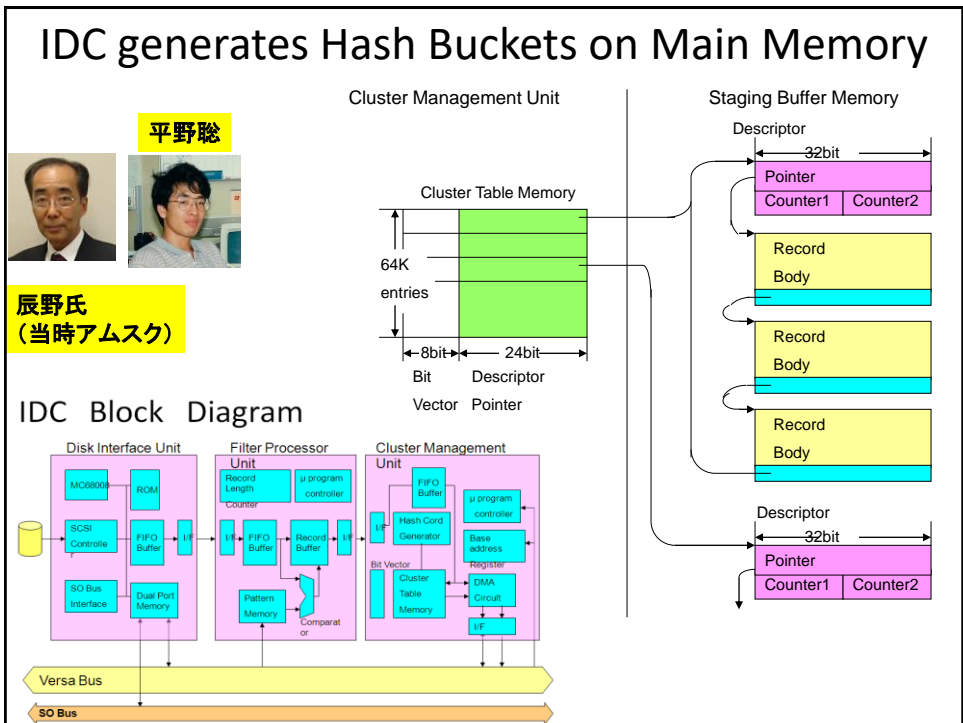 IDC generates Hash Buckets on Main Memory
平野聡
辰野氏
(当時アムスク)
Cluster Management Unit
Staging Buffer Memory
Cluster Table Memory
64K
entries
8bit
24bit
Bit
Vector
Descriptor
Pointer
Descriptor
32bit
Pointer
Counter1
Counter2
Record
Body
Record
Body
Record
Body
Descriptor
32bit
Pointer
Counter1
Counter2
IDC Block Diagram
Disk Interface Unit
MC68008
ROM
SCSI
Controlle
r
FIFO
Buffer
I/F
SO Bus
Interface
Dual Port
Memory
Filter Processor
Unit
Record
Length
Counter
μ program
controller
I/F
FIFO
Buffer
Record
Buffer
I/F
Pattern
Memory
Comparat
or
Cluster Management
Unit
FIFO
Buffer
μ program
controller
I/F
Hash Cord
Generator
Base
address
Register
Bit Vector
Cluster
Table
Memory
DMA
Circuit
I/F
Versa Bus
SO Bus